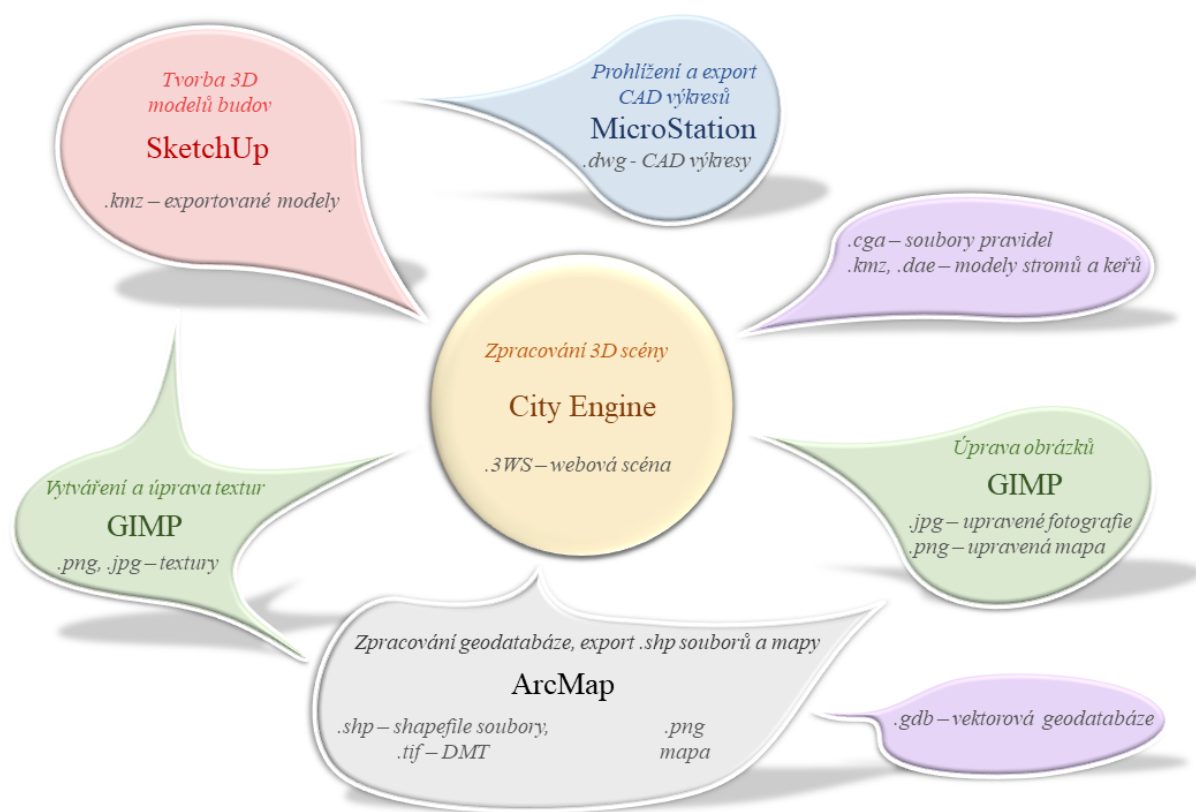 Tvorba 3D
modelů budov
SketchUp
.kmz – exportované modely
Prohlížení a export
CAD výkresů
MicroStation
.dwg - CAD výkresy
.cga – soubory pravidel
.kmz, .dae – modely stromů a keřů
Zpracování 3D scény
City Engine
.3WS – webová scéna
Vytváření a úprava textur
GIMP
.png, .jpg – textury
Úprava obrázků
GIMP
.jpg – upravené fotografie
.png – upravená mapa
Zpracování geodatabáze, export .shp souborů a mapy
ArcMap
.shp – shapefile soubory,
.tif – DMT
.png
mapa
.gdb – vektorová geodatabáze